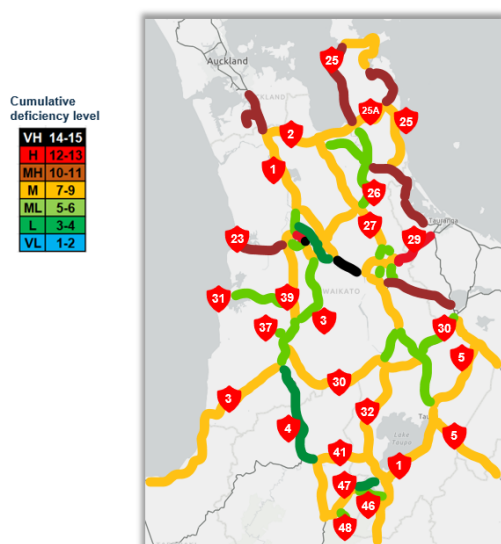 Cumulative
deficiency level
VH 14-15
H 12-13
MH 10-11
M 7-9
ML 5-6
L 3-4
VL 1-2
Auckland
25
25A
25
2
1
26
27
Tauranga
29
23
31
39
WAIKATO
3
37
30
5
3
30
32
4
41
Lake
Taupo
1
5
47
46
48